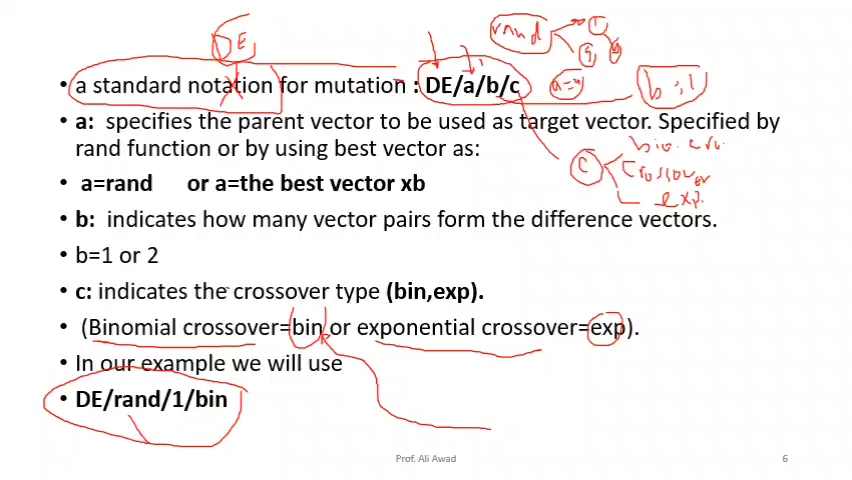 DE
rand
• a standard notation for mutation : DE/a/b/c
b : 1
• a: specifies the parent vector to be used as target vector. Specified by
rand function or by using best vector as:
C
Crossover
exp.
• a=rand or a=the best vector xb
• b: indicates how many vector pairs form the difference vectors.
• b=1 or 2
• c: indicates the crossover type (bin,exp).
• (Binomial crossover=bin or exponential crossover=exp).
• In our example we will use
• DE/rand/1/bin
Prof. Ali Awad
6